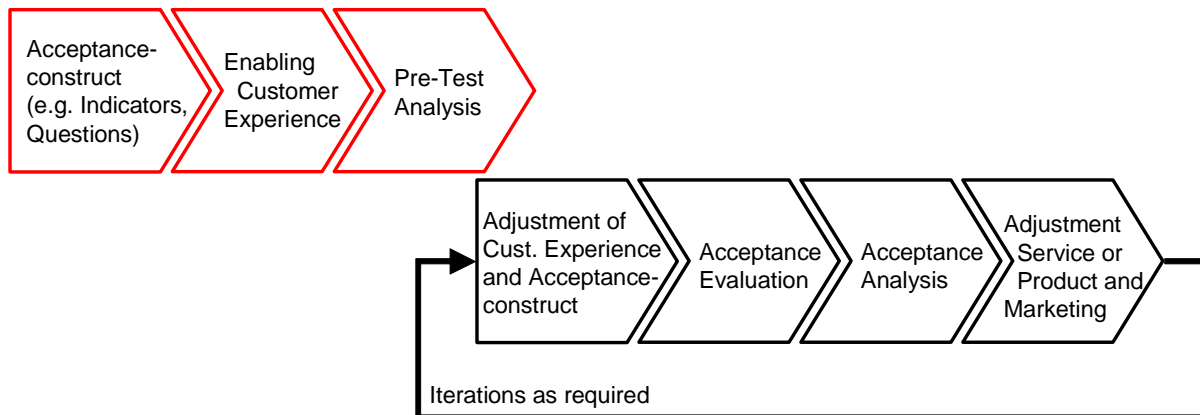 Acceptance-
construct
(e.g. Indicators,
Questions)
Enabling
Customer
Experience
Pre-Test
Analysis
Adjustment of
Cust. Experience
and Acceptance-
construct
Acceptance
Evaluation
Acceptance
Analysis
Adjustment
Service or
Product and
Marketing
Iterations as required